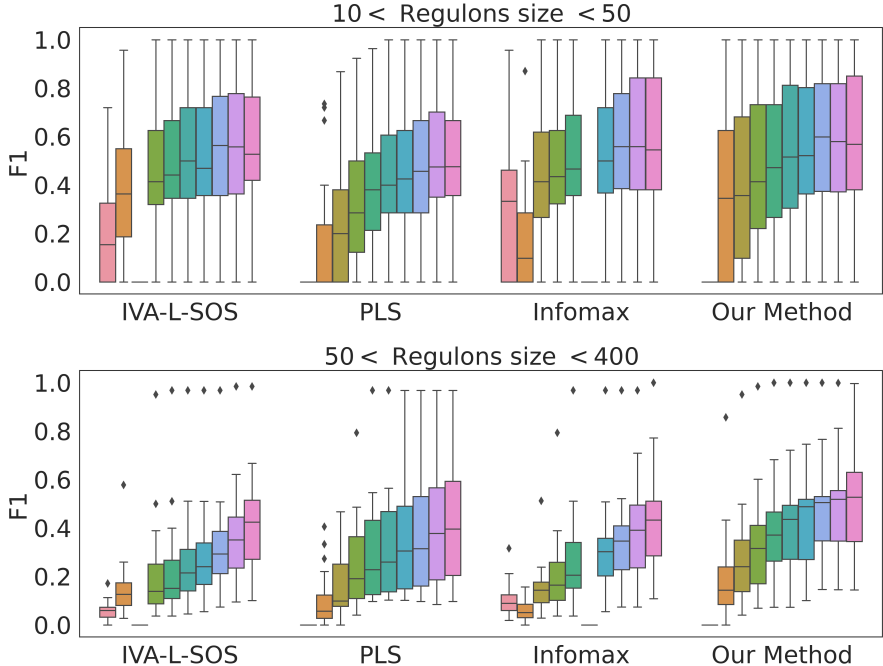 10 < Regulons size < 50
F1
1.0
0.8
0.6
0.4
0.2
0.0
IVA-L-SOS PLS Infomax Our Method
50 < Regulons size < 400
F1
1.0
0.8
0.6
0.4
0.2
0.0
IVA-L-SOS PLS Infomax Our Method